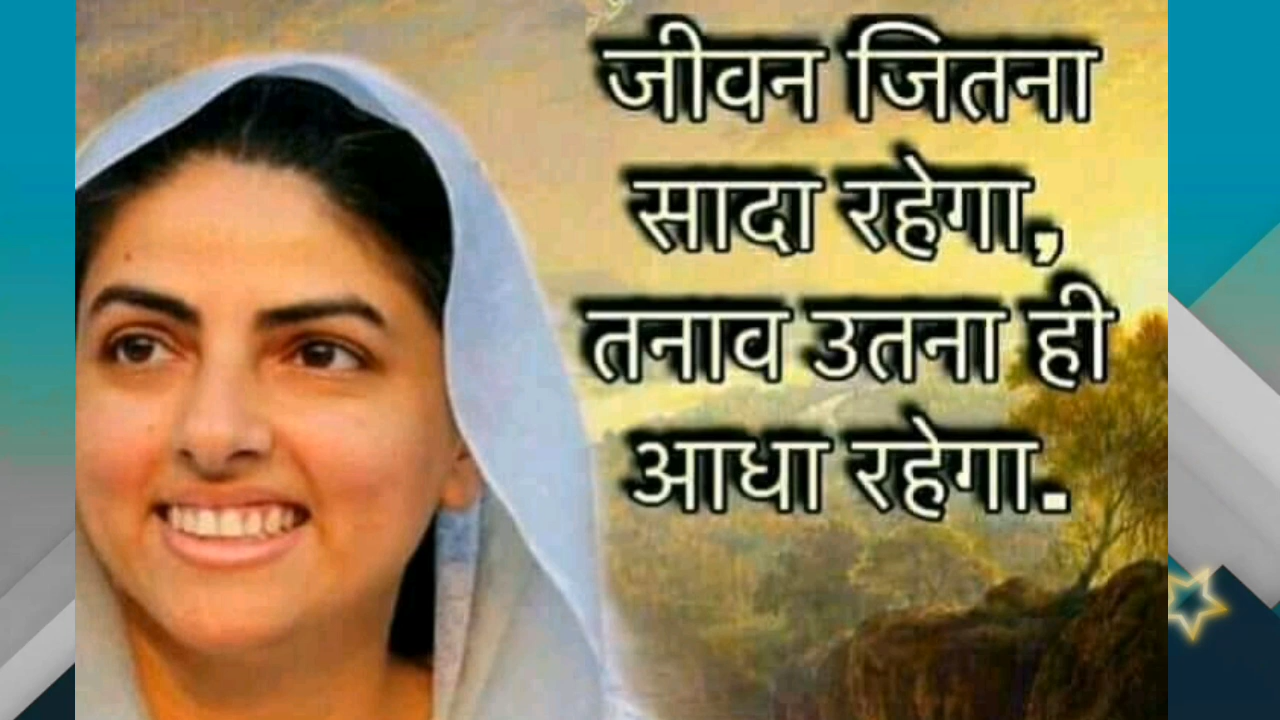 जीवन जितना
सादा रहेगा,
तनाव उतना ही
आधा रहेगा.